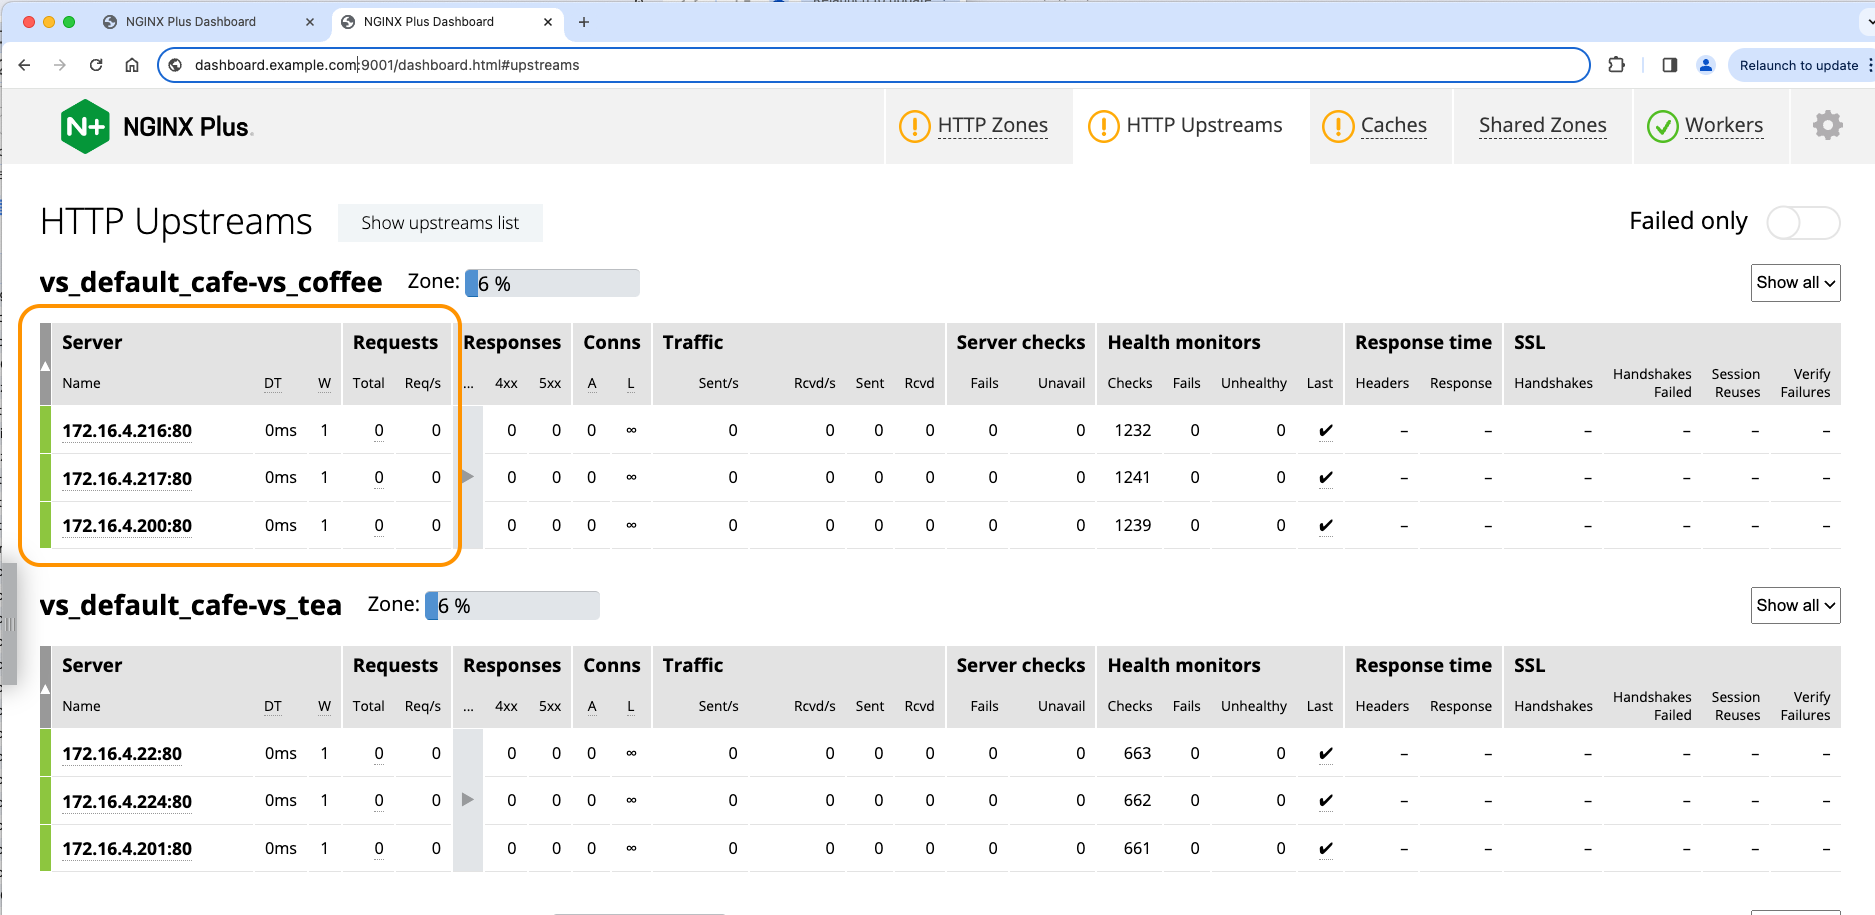 NGINX Plus Dashboard
NGINX Plus Dashboard
dashboard.example.com:9001/dashboard.html#upstreams
Relaunch to update
N+ NGINX Plus.
HTTP Zones
HTTP Upstreams
Caches
Shared Zones
Workers
HTTP Upstreams
Show upstreams list
Failed only
vs_default_cafe-vs_coffee Zone: 6 %
Show all
Server Requests Responses Conns Traffic Server checks Health monitors Response time SSL
Name DT W Total Req/s ... 4xx 5xx A L Sent/s Rcvd/s Sent Rcvd Fails Unavail Checks Fails Unhealthy Last Headers Response Handshakes Handshakes Failed Session Reuses Verify Failures
172.16.4.216:80 0ms 1 0 0 0 0 0 ∞ 0 0 0 0 0 0 1232 0 0 ✔ – – – – – –
172.16.4.217:80 0ms 1 0 0 0 0 0 ∞ 0 0 0 0 0 0 1241 0 0 ✔ – – – – – –
172.16.4.200:80 0ms 1 0 0 0 0 0 ∞ 0 0 0 0 0 0 1239 0 0 ✔ – – – – – –
vs_default_cafe-vs_tea Zone: 6 %
Show all
Server Requests Responses Conns Traffic Server checks Health monitors Response time SSL
Name DT W Total Req/s ... 4xx 5xx A L Sent/s Rcvd/s Sent Rcvd Fails Unavail Checks Fails Unhealthy Last Headers Response Handshakes Handshakes Failed Session Reuses Verify Failures
172.16.4.22:80 0ms 1 0 0 0 0 0 ∞ 0 0 0 0 0 0 663 0 0 ✔ – – – – – –
172.16.4.224:80 0ms 1 0 0 0 0 0 ∞ 0 0 0 0 0 0 662 0 0 ✔ – – – – – –
172.16.4.201:80 0ms 1 0 0 0 0 0 ∞ 0 0 0 0 0 0 661 0 0 ✔ – – – – – –